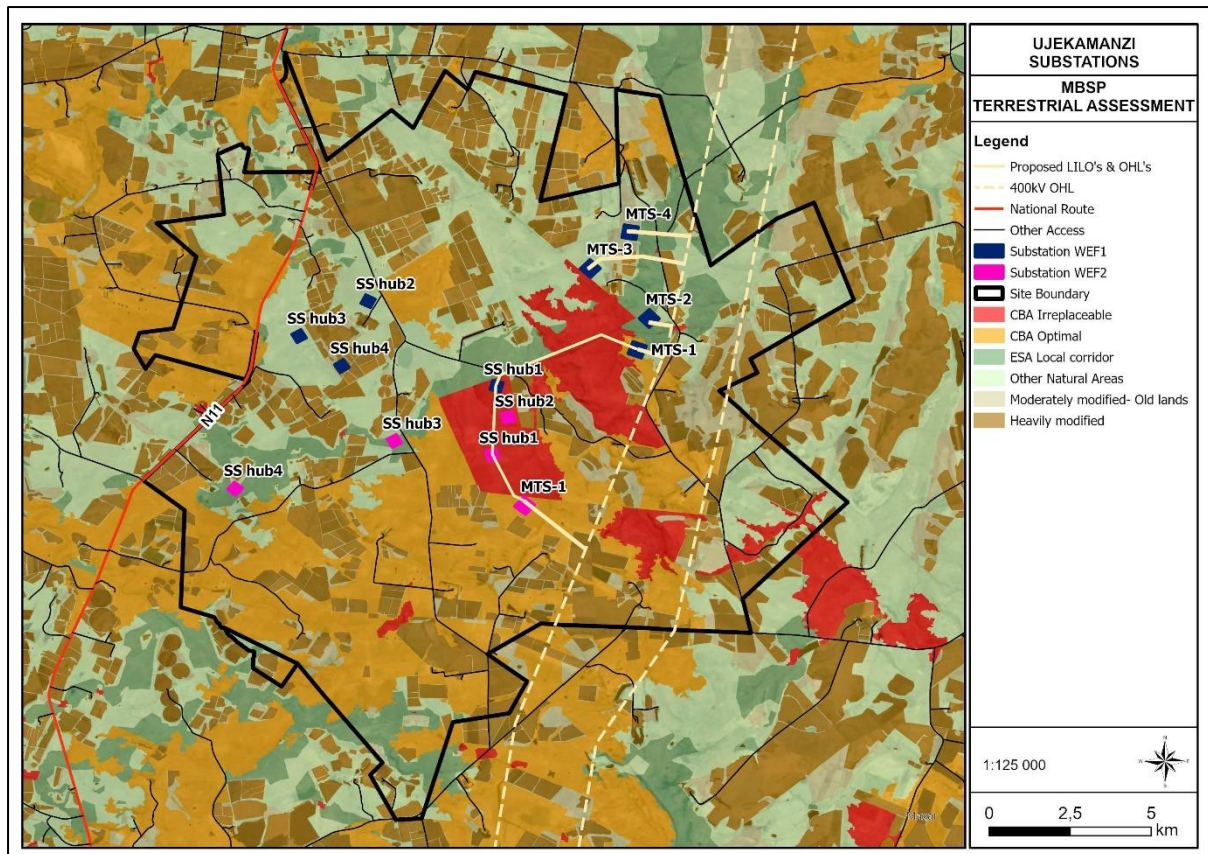 UJEKAMANZI
SUBSTATIONS
MBSP
TERRESTRIAL ASSESSMENT
Legend
Proposed LILO's & OHL's
400kV OHL
National Route
Other Access
Substation WEF1
Substation WEF2
Site Boundary
CBA Irreplaceable
CBA Optimal
ESA Local corridor
Other Natural Areas
Moderately modified- Old lands
Heavily modified
1:125 000
N
W
E
S
0 2,5 5
km
MTS-4
MTS-3
SS hub2
MTS-2
SS hub3
MTS-1
SS hub4
SS hub1
SS hub2
N11
SS hub3
SS hub1
SS hub4
MTS-1